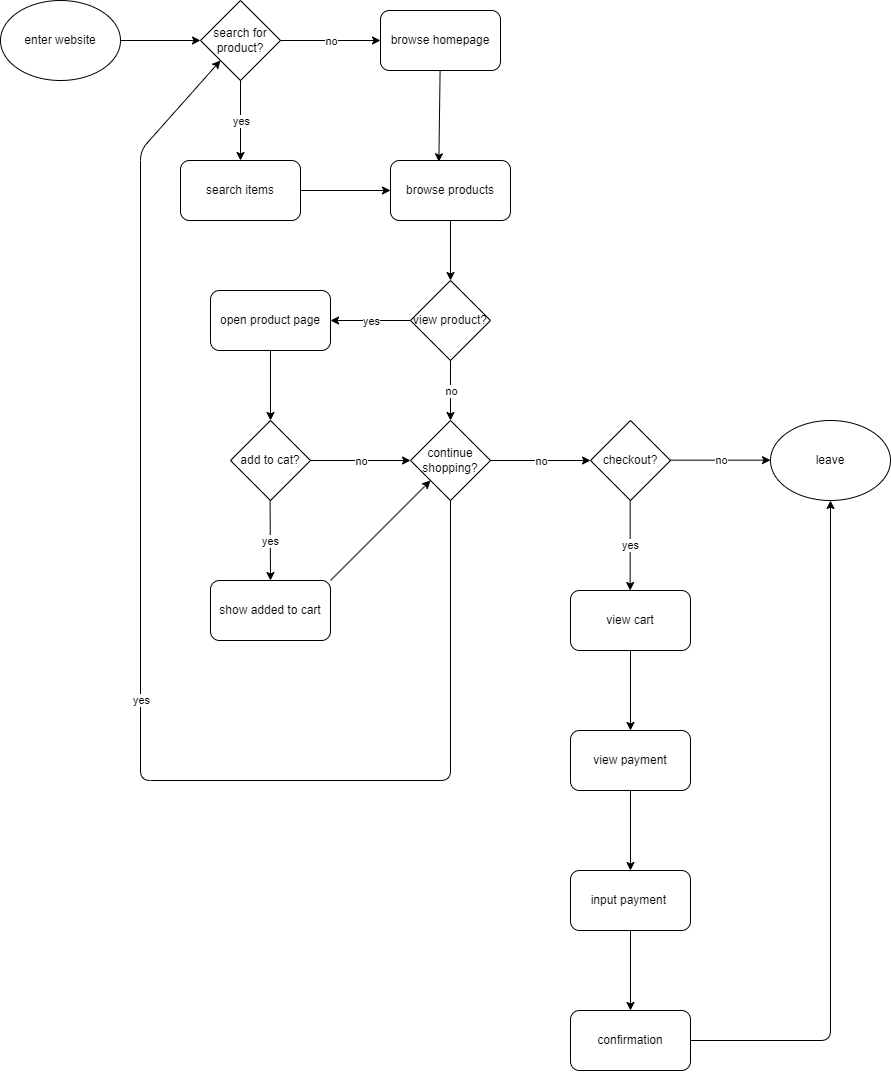 enter website
search for
product?
no
browse homepage
yes
search items
browse products
open product page
yes
view product?
no
add to cat?
no
continue
shopping?
no
checkout?
no
leave
yes
yes
show added to cart
view cart
yes
view payment
input payment
confirmation